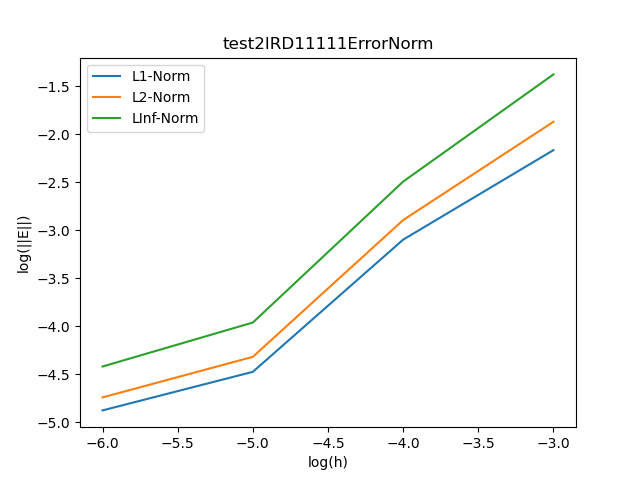 test2IRD11111ErrorNorm
L1-Norm
L2-Norm
LInf-Norm
−1.5
−2.0
−2.5
−3.0
−3.5
−4.0
−4.5
−5.0
log(||E||)
−6.0 −5.5 −5.0 −4.5 −4.0 −3.5 −3.0
log(h)